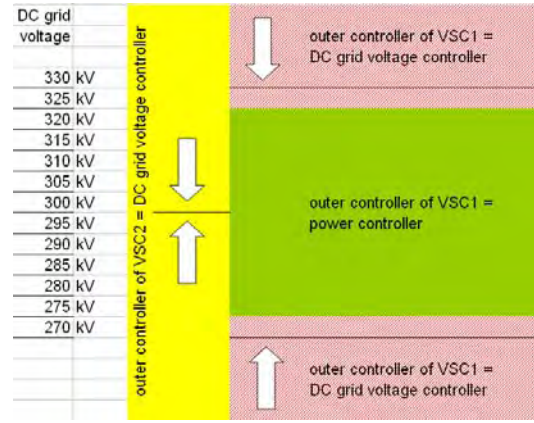 DC grid
voltage
330 kV
325 kV
320 kV
315 kV
310 kV
305 kV
300 kV
295 kV
290 kV
285 kV
280 kV
275 kV
270 kV
outer controller of VSC2 = DC grid voltage controller
outer controller of VSC1 =
DC grid voltage controller
outer controller of VSC1 =
power controller
outer controller of VSC1 =
DC grid voltage controller